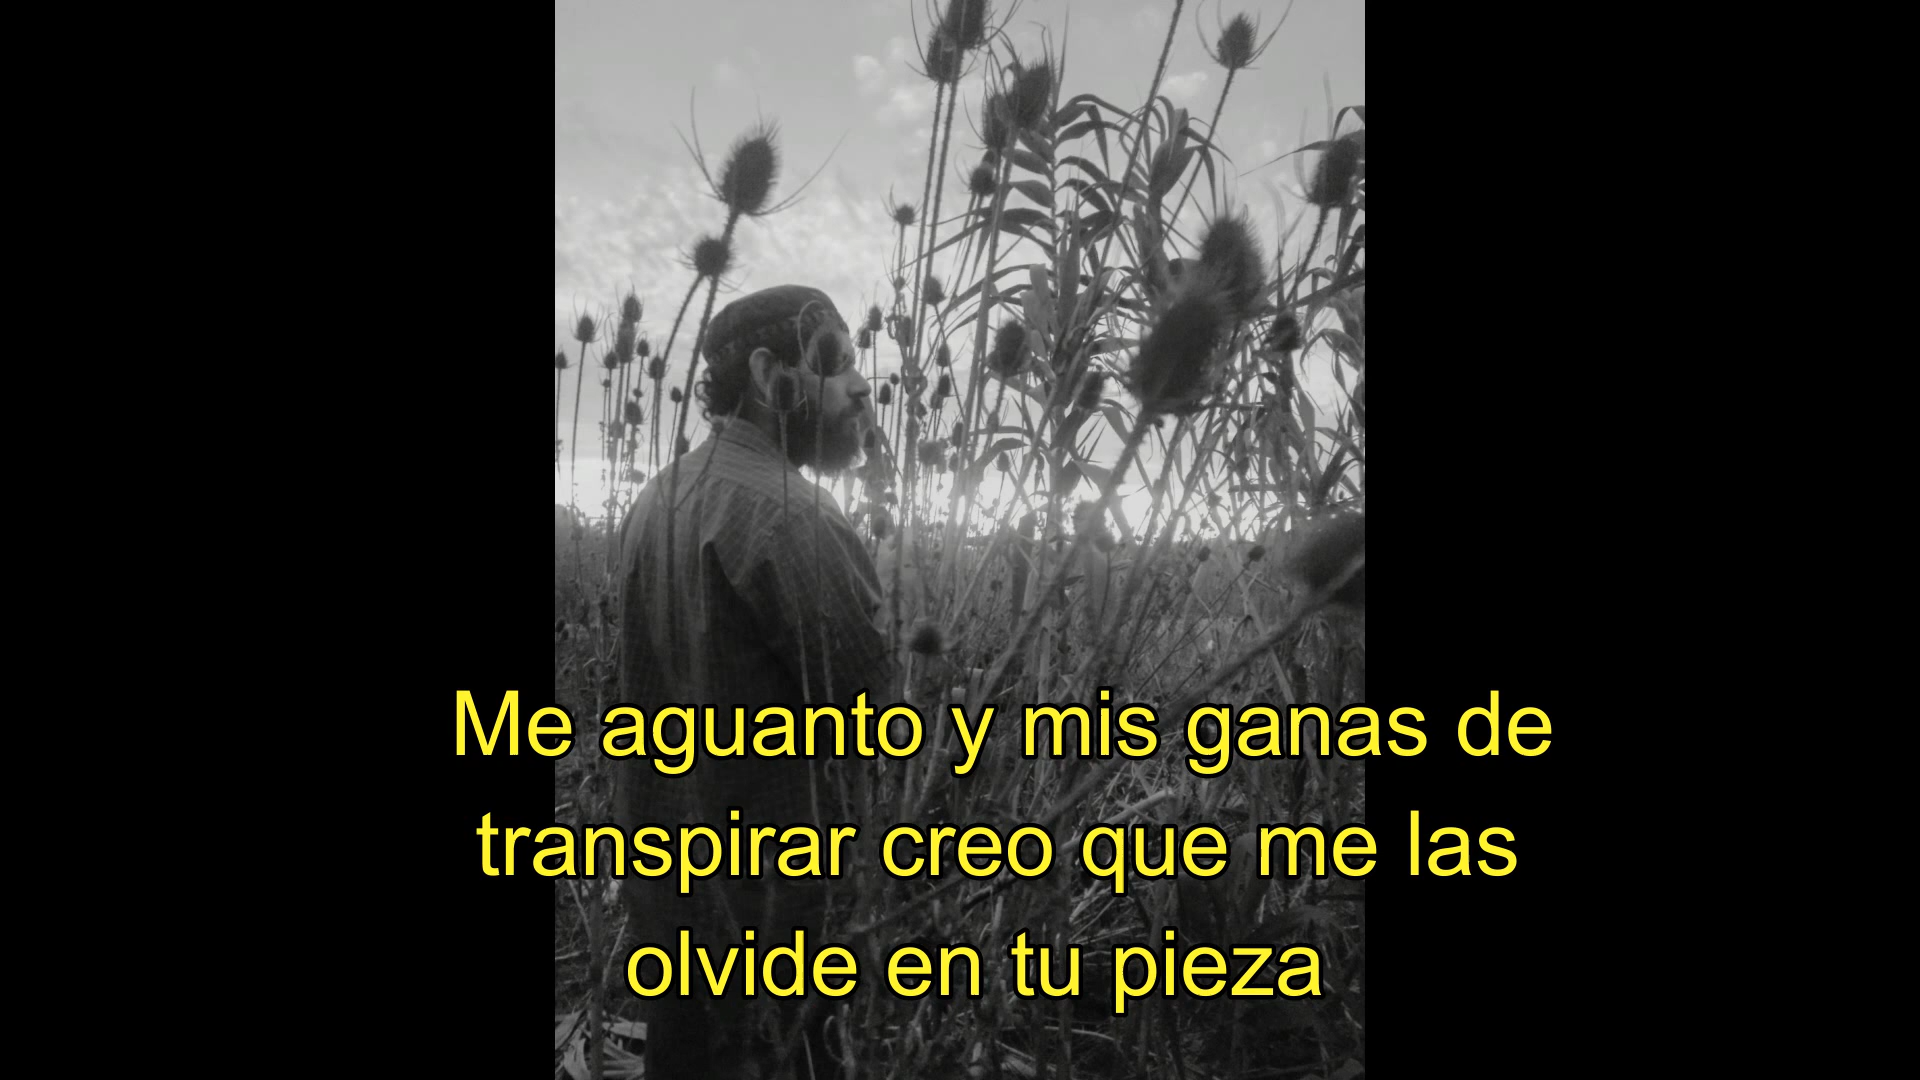 Me aguanto y mis ganas de
transpirar creo que me las
olvide en tu pieza